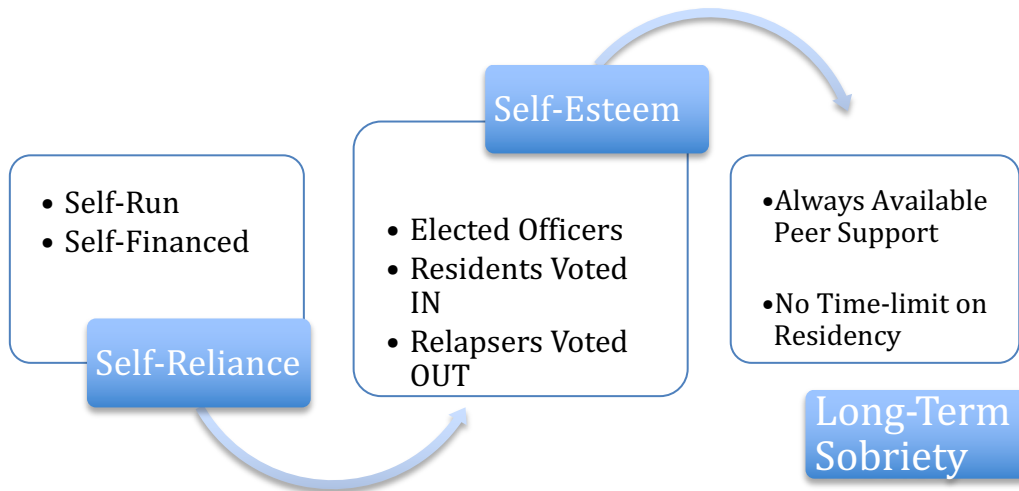 • Self-Run
• Self-Financed
Self-Reliance
Self-Esteem
• Elected Officers
• Residents Voted
IN
• Relapsers Voted
OUT
•Always Available
Peer Support
•No Time-limit on
Residency
Long-Term
Sobriety